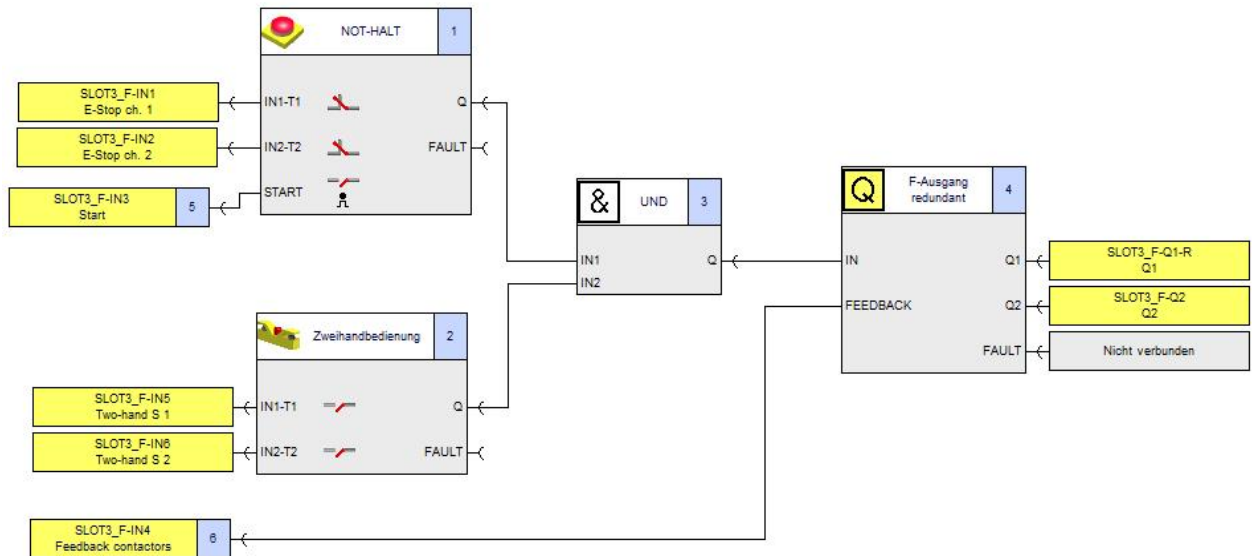 NOT-HALT 1
SLOT3_F-IN1
E-Stop ch. 1
IN1-T1 Q
SLOT3_F-IN2
E-Stop ch. 2
IN2-T2 FAULT
SLOT3_F-IN3
Start
5
START
& UND 3
IN1 Q
IN2
Q F-Ausgang
redundant
4
IN Q1
SLOT3_F-Q1-R
Q1
FEEDBACK Q2
SLOT3_F-Q2
Q2
FAULT Nicht verbunden
Zweihandbedienung 2
SLOT3_F-IN5
Two-hand S 1
IN1-T1 Q
SLOT3_F-IN6
Two-hand S 2
IN2-T2 FAULT
SLOT3_F-IN4
Feedback contactors
6